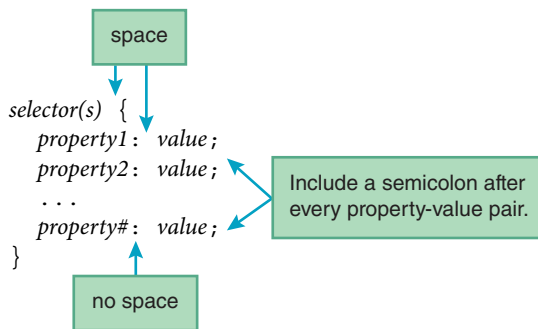 space
selector(s) {
property1: value;
property2: value;
...
property#: value;
}
Include a semicolon after
every property-value pair.
no space